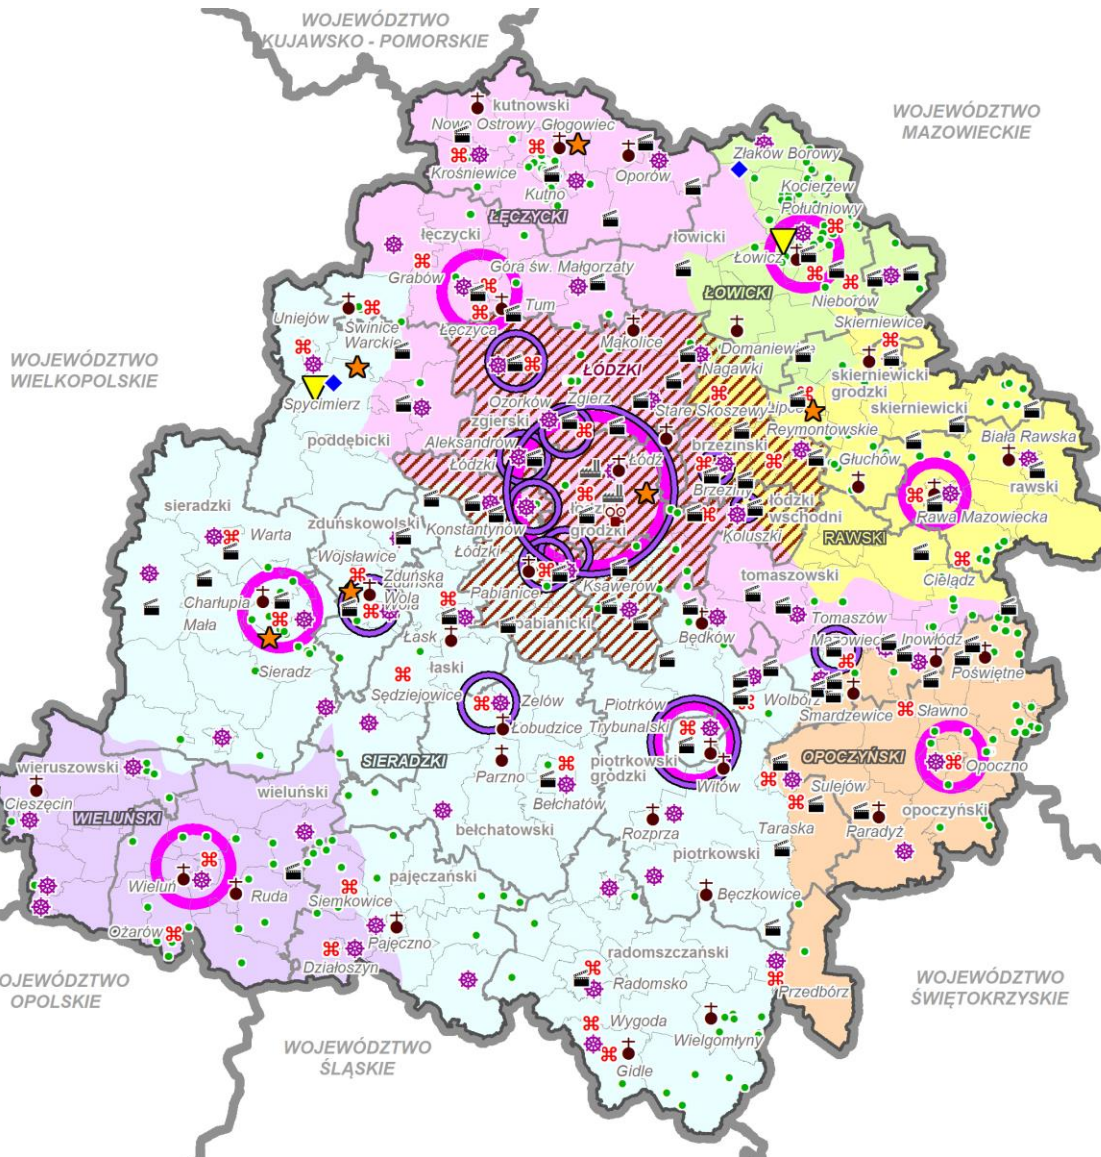 WOJEWÓDZTWO
KUJAWSKO - POMORSKIE
WOJEWÓDZTWO
MAZOWIECKIE
kutnowski
Nowe Ostrowy
Głogowiec
Krośniewice
Kutno
Oporów
Złaków Borowy
Kocierzew
Południowy
ŁĘCZYCKI
łęczycki
łowicki
Grabów
Góra św. Małgorzaty
Łowicz
Nieborów
ŁOWICKI
Tum
Łęczyca
Uniejów
Świnice
Warckie
Mąkolice
Domaniew
Skierniewice
WOJEWÓDZTWO
WIELKOPOLSKIE
ŁÓDZKI
Nagawki
skierniewicki
grodzki
skierniewicki
Spycimierz
Ozorków
Zgierz
zgierski
Stare Skoszewy
Lipce
Reymontowskie
Biała Rawska
poddębicki
Aleksandrów
Łódzki
Łódź
brzeziński
Głuchów
rawski
sieradzki
Brzeziny
Rawa Mazowiecka
łódzki
wschodni
grodzki
zduńskowolski
Warta
Konstantynów
Łódzki
Koluszki
RAWSKI
Wojsławice
Zduńska
Wola
Ksawerów
tomaszowski
Cielądz
Charłupia
Mała
Pabianice
pabianicki
Tomaszów
Mazowiecki
Inowłódz
Łask
Będków
Sieradz
łaski
Poświętne
Sędziejowice
Zelów
Piotrków
Trybunalski
Wolbórz
Smardzewice
Sławno
Łobudzice
piotrkowski
grodzki
OPOCZYŃSKI
Opoczno
SIERADZKI
Parzno
Witów
wieruszowski
wieluński
Bełchatów
Sulejów
Cieszęcin
opoczyński
WIELUŃSKI
bełchatowski
Rozprza
Taraska
Paradyż
piotrkowski
pajęczański
Wieluń
Ruda
Siemkowice
Bęczkowice
Ożarów
Pajęczno
radomszczański
Działoszyn
WOJEWÓDZTWO
OPOLSKIE
Radomsko
Przedbórz
WOJEWÓDZTWO
ŚWIĘTOKRZYSKIE
Wygoda
Wielgomłyny
WOJEWÓDZTWO
ŚLĄSKIE
Gidle